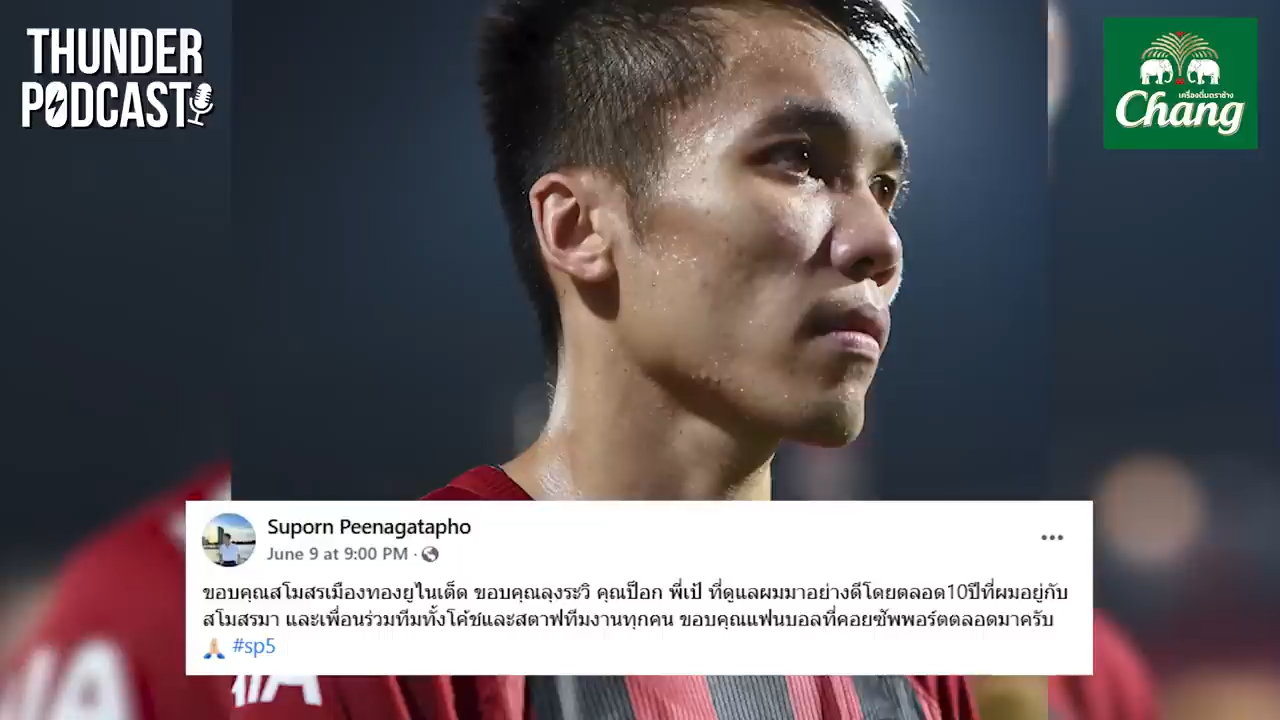 THUNDER
PODCAST
เครื่องดื่มตราช้าง
Chang
Suporn Peenagatapho
June 9 at 9:00 PM ·
ขอบคุณสโมสรเมืองทองยูไนเต็ด ขอบคุณลุงระวิ คุณป๊อก พี่เป้ ที่ดูแลผมมาอย่างดีโดยตลอด10ปีที่ผมอยู่กับ
สโมสรมา และเพื่อนร่วมทีมทั้งโค้ชและสตาฟทีมงานทุกคน ขอบคุณแฟนบอลที่คอยซัพพอร์ตตลอดมาครับ
🙏🏻 #sp5